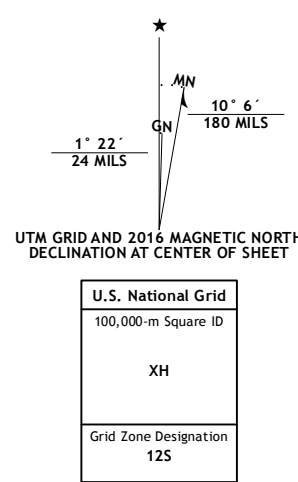 ★
MN
GN
1° 22´
24 MILS
10° 6´
180 MILS
UTM GRID AND 2016 MAGNETIC NORTH
DECLINATION AT CENTER OF SHEET
U.S. National Grid
100,000-m Square ID
XH
Grid Zone Designation
12S